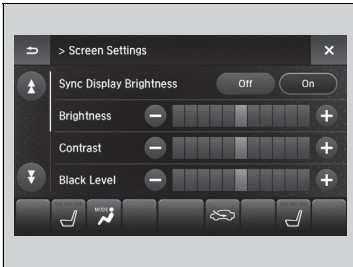 > Screen Settings
Sync Display Brightness Off On
Brightness
Contrast
Black Level
MODE